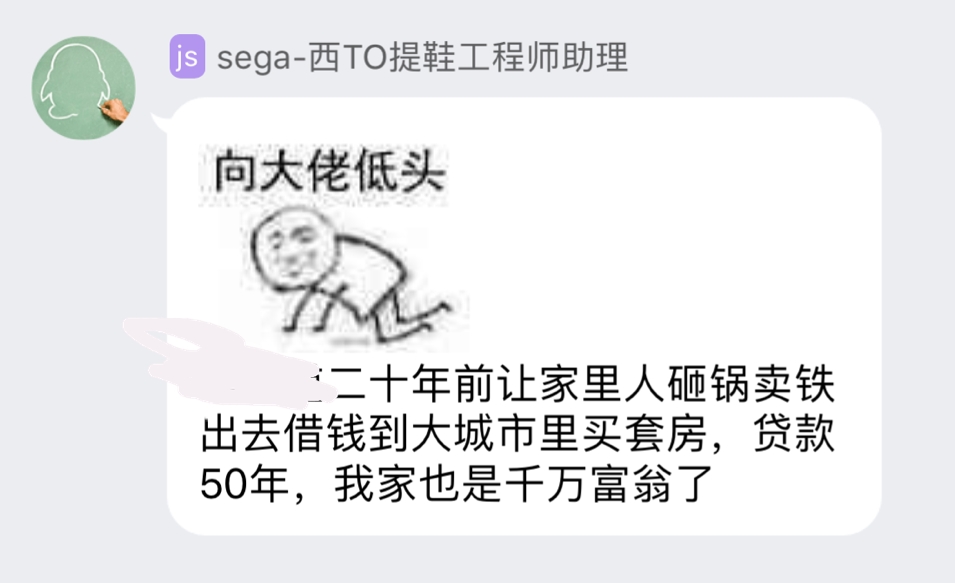 js sega-西TO提鞋工程师助理
向大佬低头
二十年前让家里人砸锅卖铁
出去借钱到大城市里买套房，贷款
50年，我家也是千万富翁了